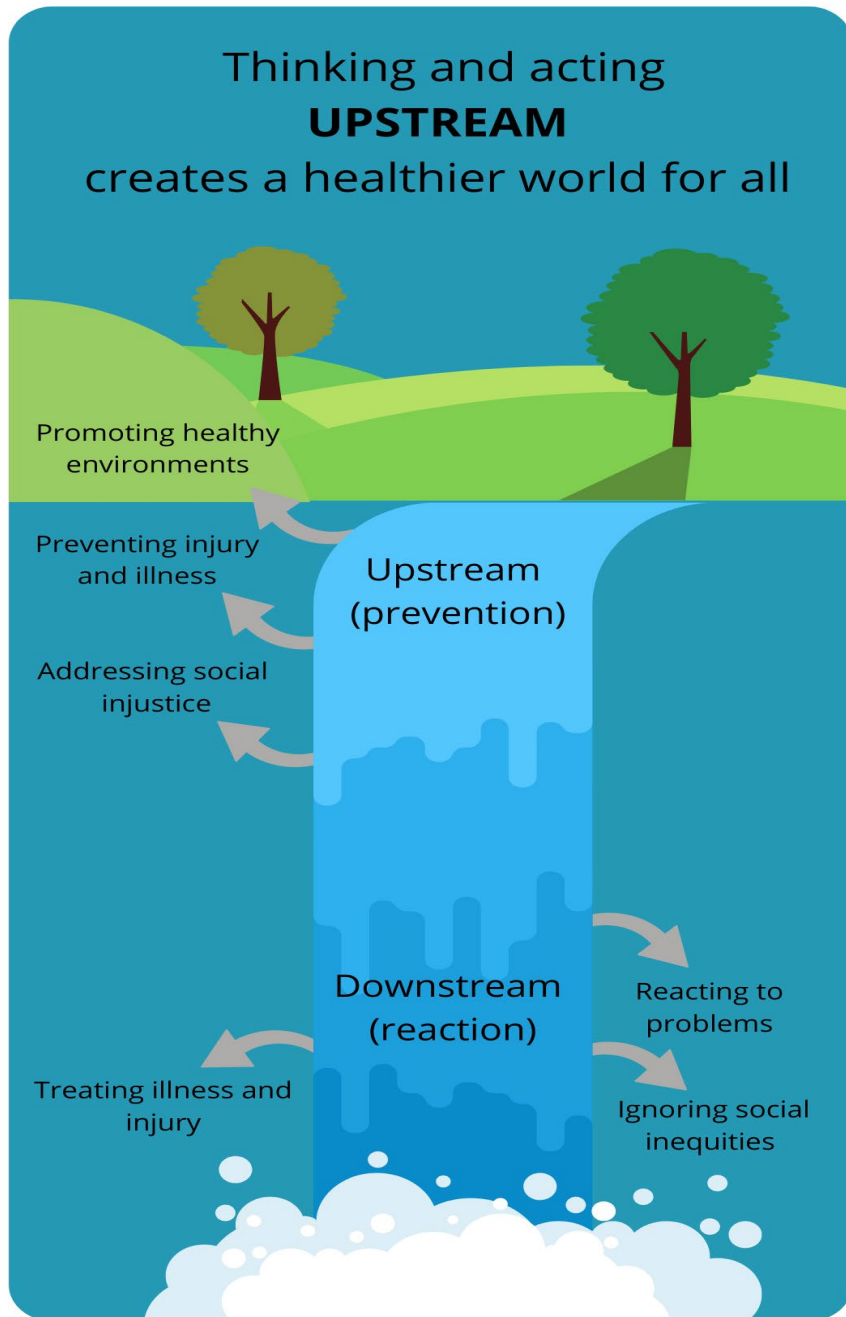 Thinking and acting
UPSTREAM
creates a healthier world for all
Promoting healthy
environments
Preventing injury
and illness
Addressing social
injustice
Upstream
(prevention)
Downstream
(reaction)
Reacting to
problems
Treating illness and
injury
Ignoring social
inequities